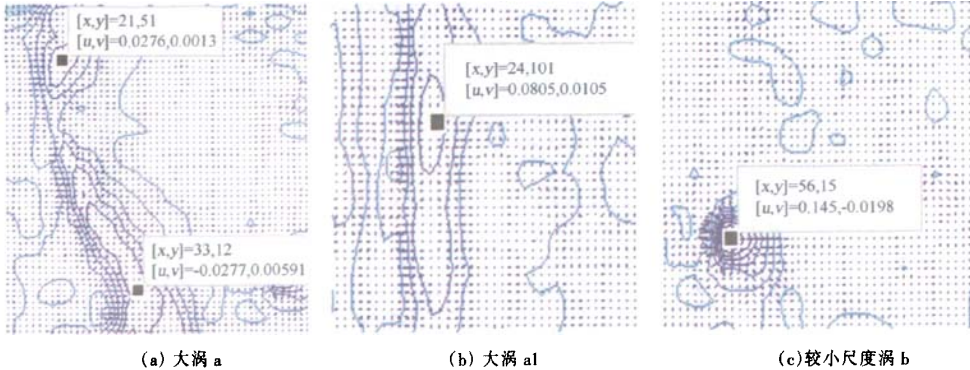 [x,y]=21,51
[u,v]=0.0276,0.0013
[x,y]=33,12
[u,v]=-0.0277,0.00591
[x,y]=24,101
[u,v]=0.0805,0.0105
[x,y]=56,15
[u,v]=0.145,-0.0198
(a) 大涡 a
(b) 大涡 a1
(c)较小尺度涡 b